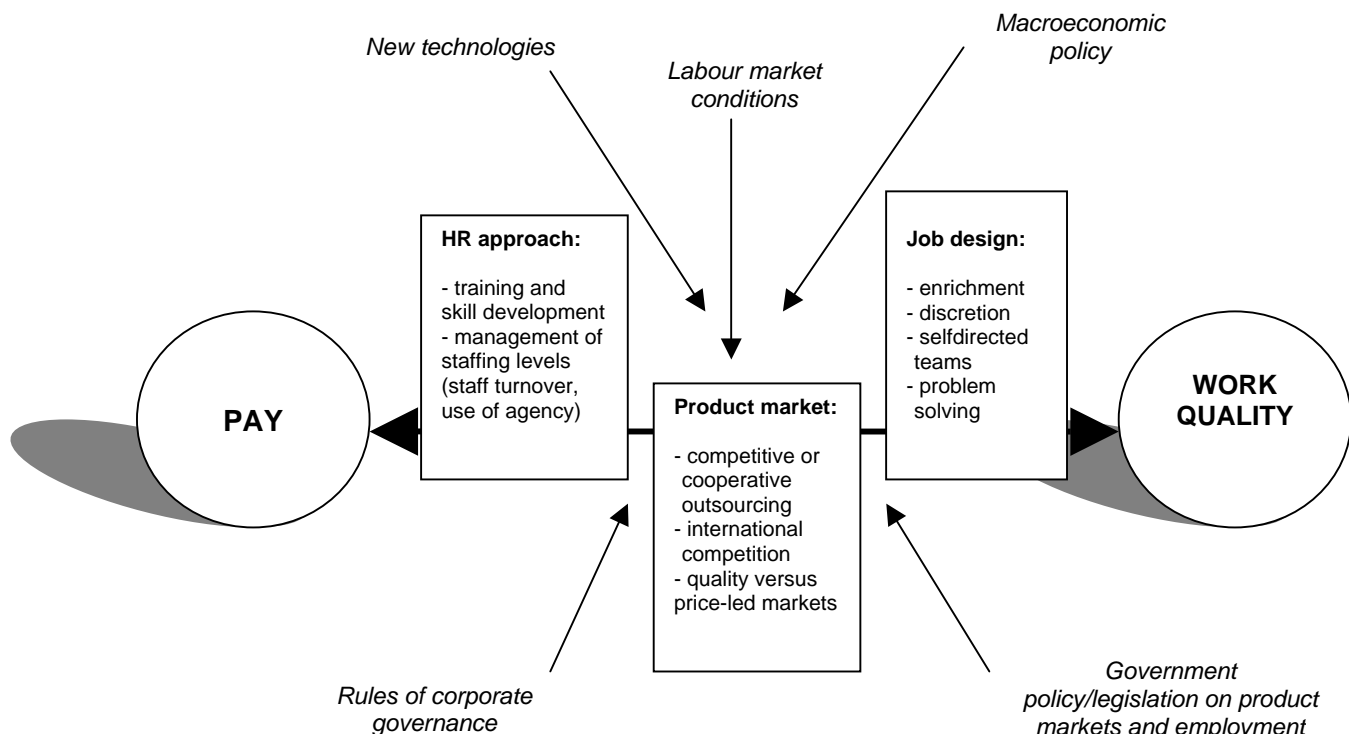 New technologies
Labour market
conditions
Macroeconomic
policy
HR approach:
- training and
skill development
- management of
staffing levels
(staff turnover,
use of agency)
Job design:
- enrichment
- discretion
- selfdirected
teams
- problem
solving
PAY
Product market:
- competitive or
cooperative
outsourcing
- international
competition
- quality versus
price-led markets
WORK
QUALITY
Rules of corporate
governance
Government
policy/legislation on product
markets and employment